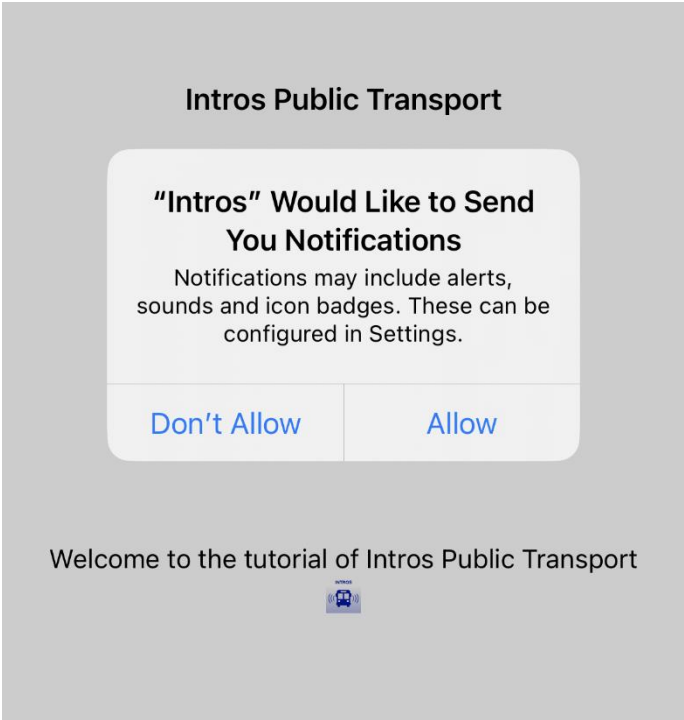 Intros Public Transport
“Intros” Would Like to Send
You Notifications
Notifications may include alerts,
sounds and icon badges. These can be
configured in Settings.
Don’t Allow
Allow
Welcome to the tutorial of Intros Public Transport
INTROS